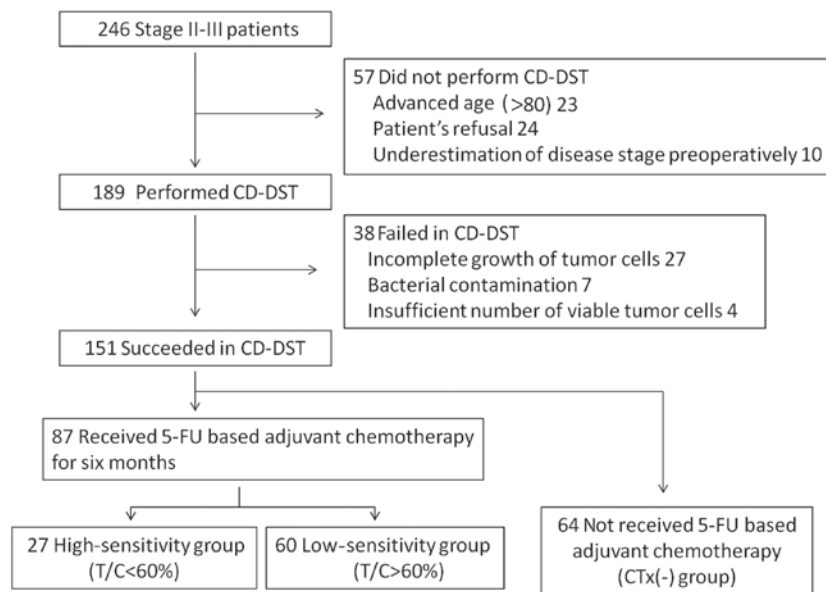 246 Stage II-III patients
57 Did not perform CD-DST
Advanced age (>80) 23
Patient's refusal 24
Underestimation of disease stage preoperatively 10
189 Performed CD-DST
38 Failed in CD-DST
Incomplete growth of tumor cells 27
Bacterial contamination 7
Insufficient number of viable tumor cells 4
151 Succeeded in CD-DST
87 Received 5-FU based adjuvant chemotherapy
for six months
27 High-sensitivity group
(T/C<60%)
60 Low-sensitivity group
(T/C>60%)
64 Not received 5-FU based
adjuvant chemotherapy
(CTx(-) group)